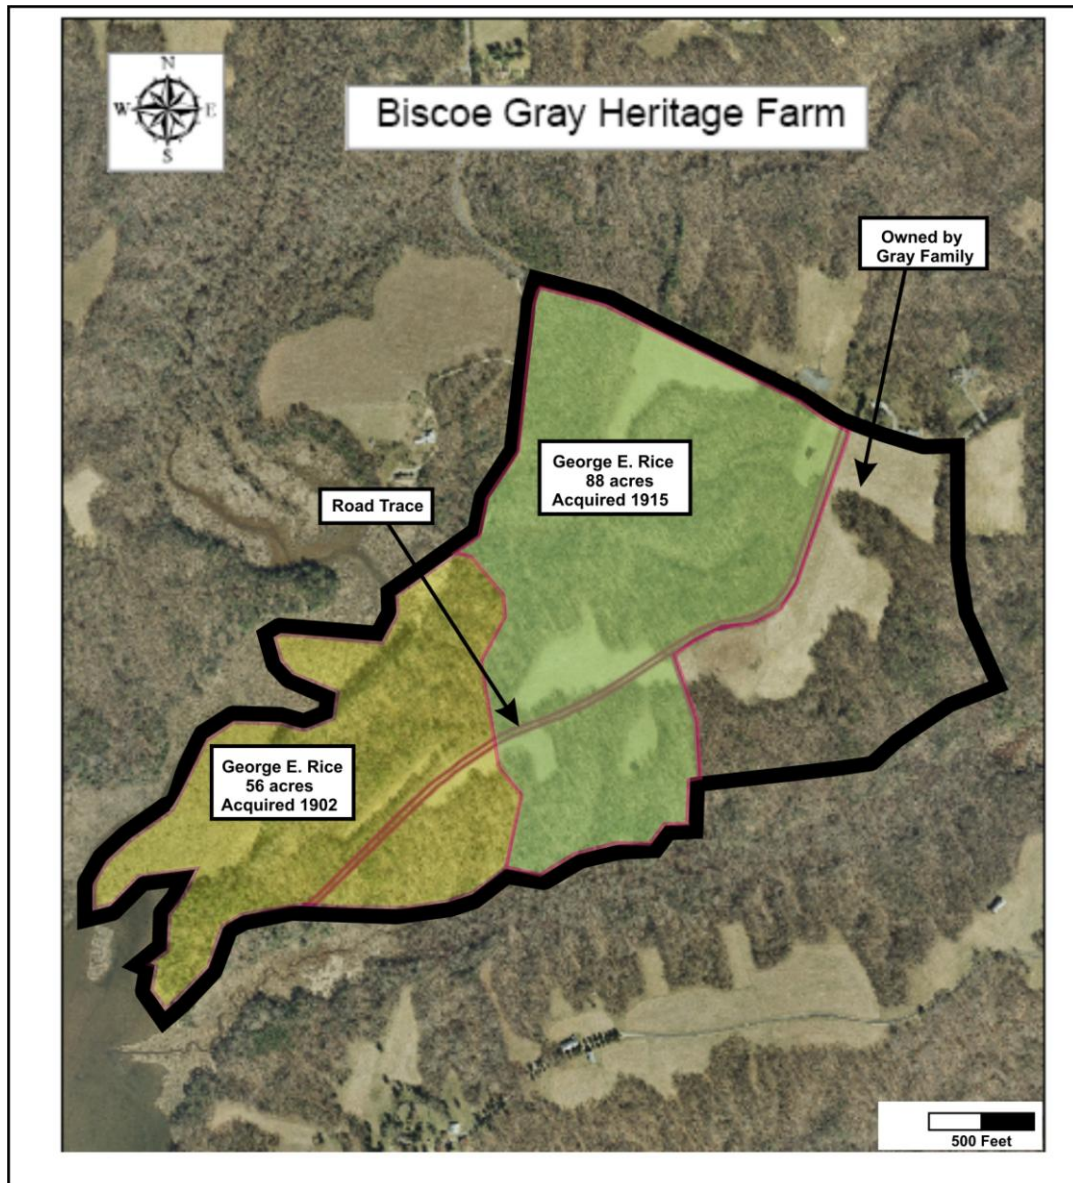 N
W E
S
Biscoe Gray Heritage Farm
Owned by
Gray Family
George E. Rice
88 acres
Acquired 1915
Road Trace
George E. Rice
56 acres
Acquired 1902
500 Feet